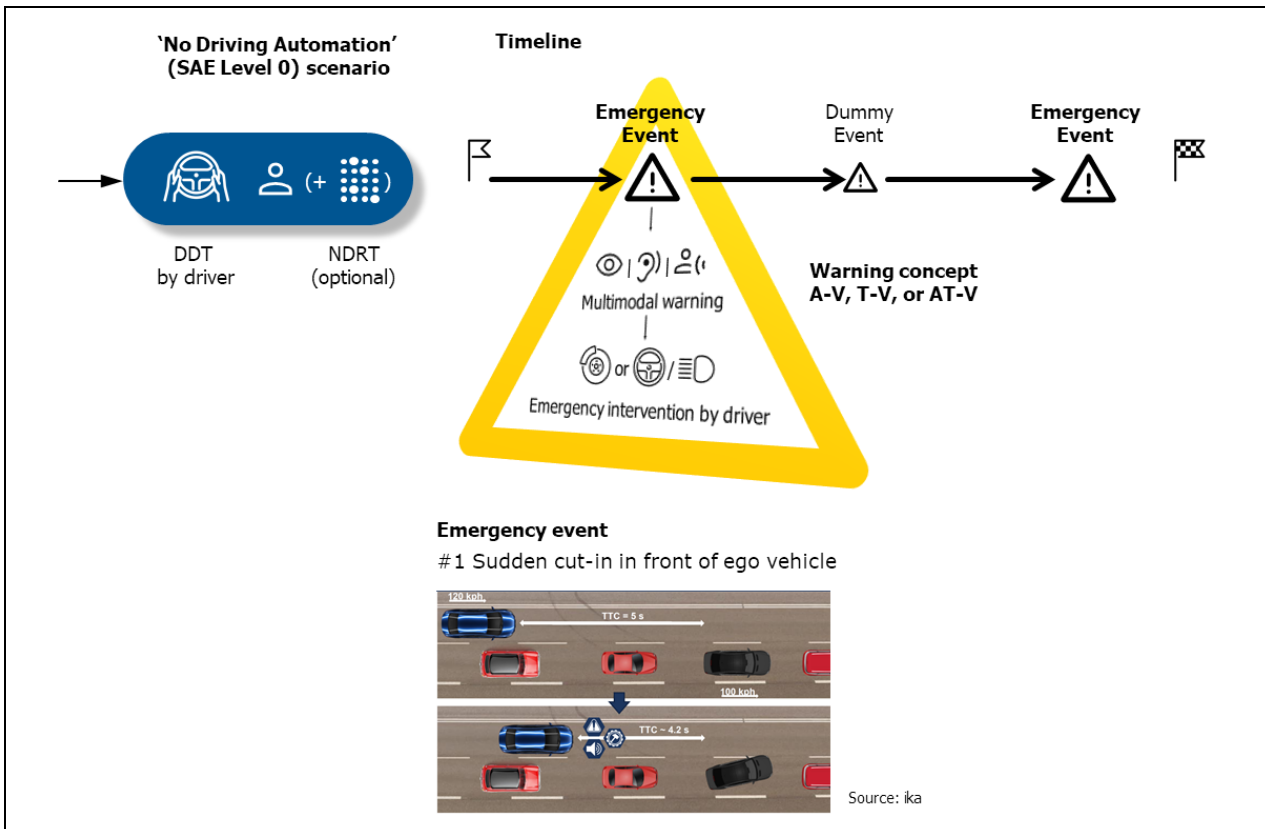 ‘No Driving Automation’
(SAE Level 0) scenario
Timeline
Emergency
Event
Dummy
Event
Emergency
Event
(+ )
DDT
by driver
NDRT
(optional)
Multimodal warning
or /
Emergency intervention by driver
Warning concept
A-V, T-V, or AT-V
Emergency event
#1 Sudden cut-in in front of ego vehicle
120 kph
TTC = 5 s
100 kph
TTC ~ 4.2 s
Source: ika